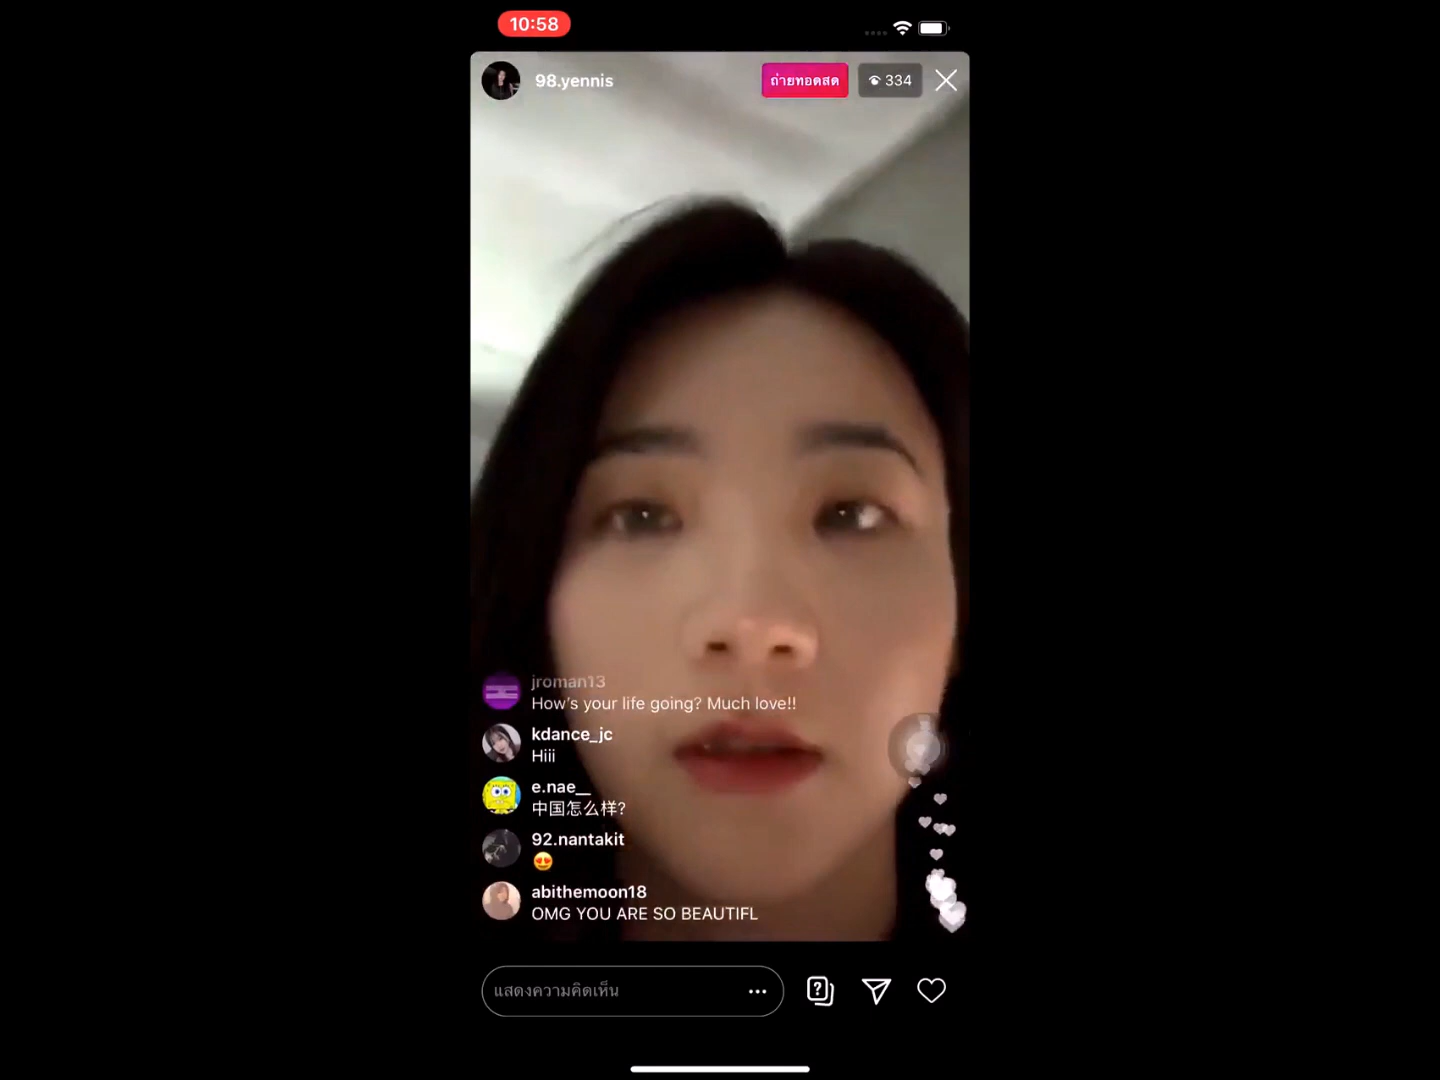 10:58
98.yennis
ถ่ายทอดสด
334
jroman13
How's your life going? Much love!!
kdance_jc
Hiii
e.nae__
中国怎么样?
92.nantakit
😍
abithemoon18
OMG YOU ARE SO BEAUTIFL
แสดงความคิดเห็น